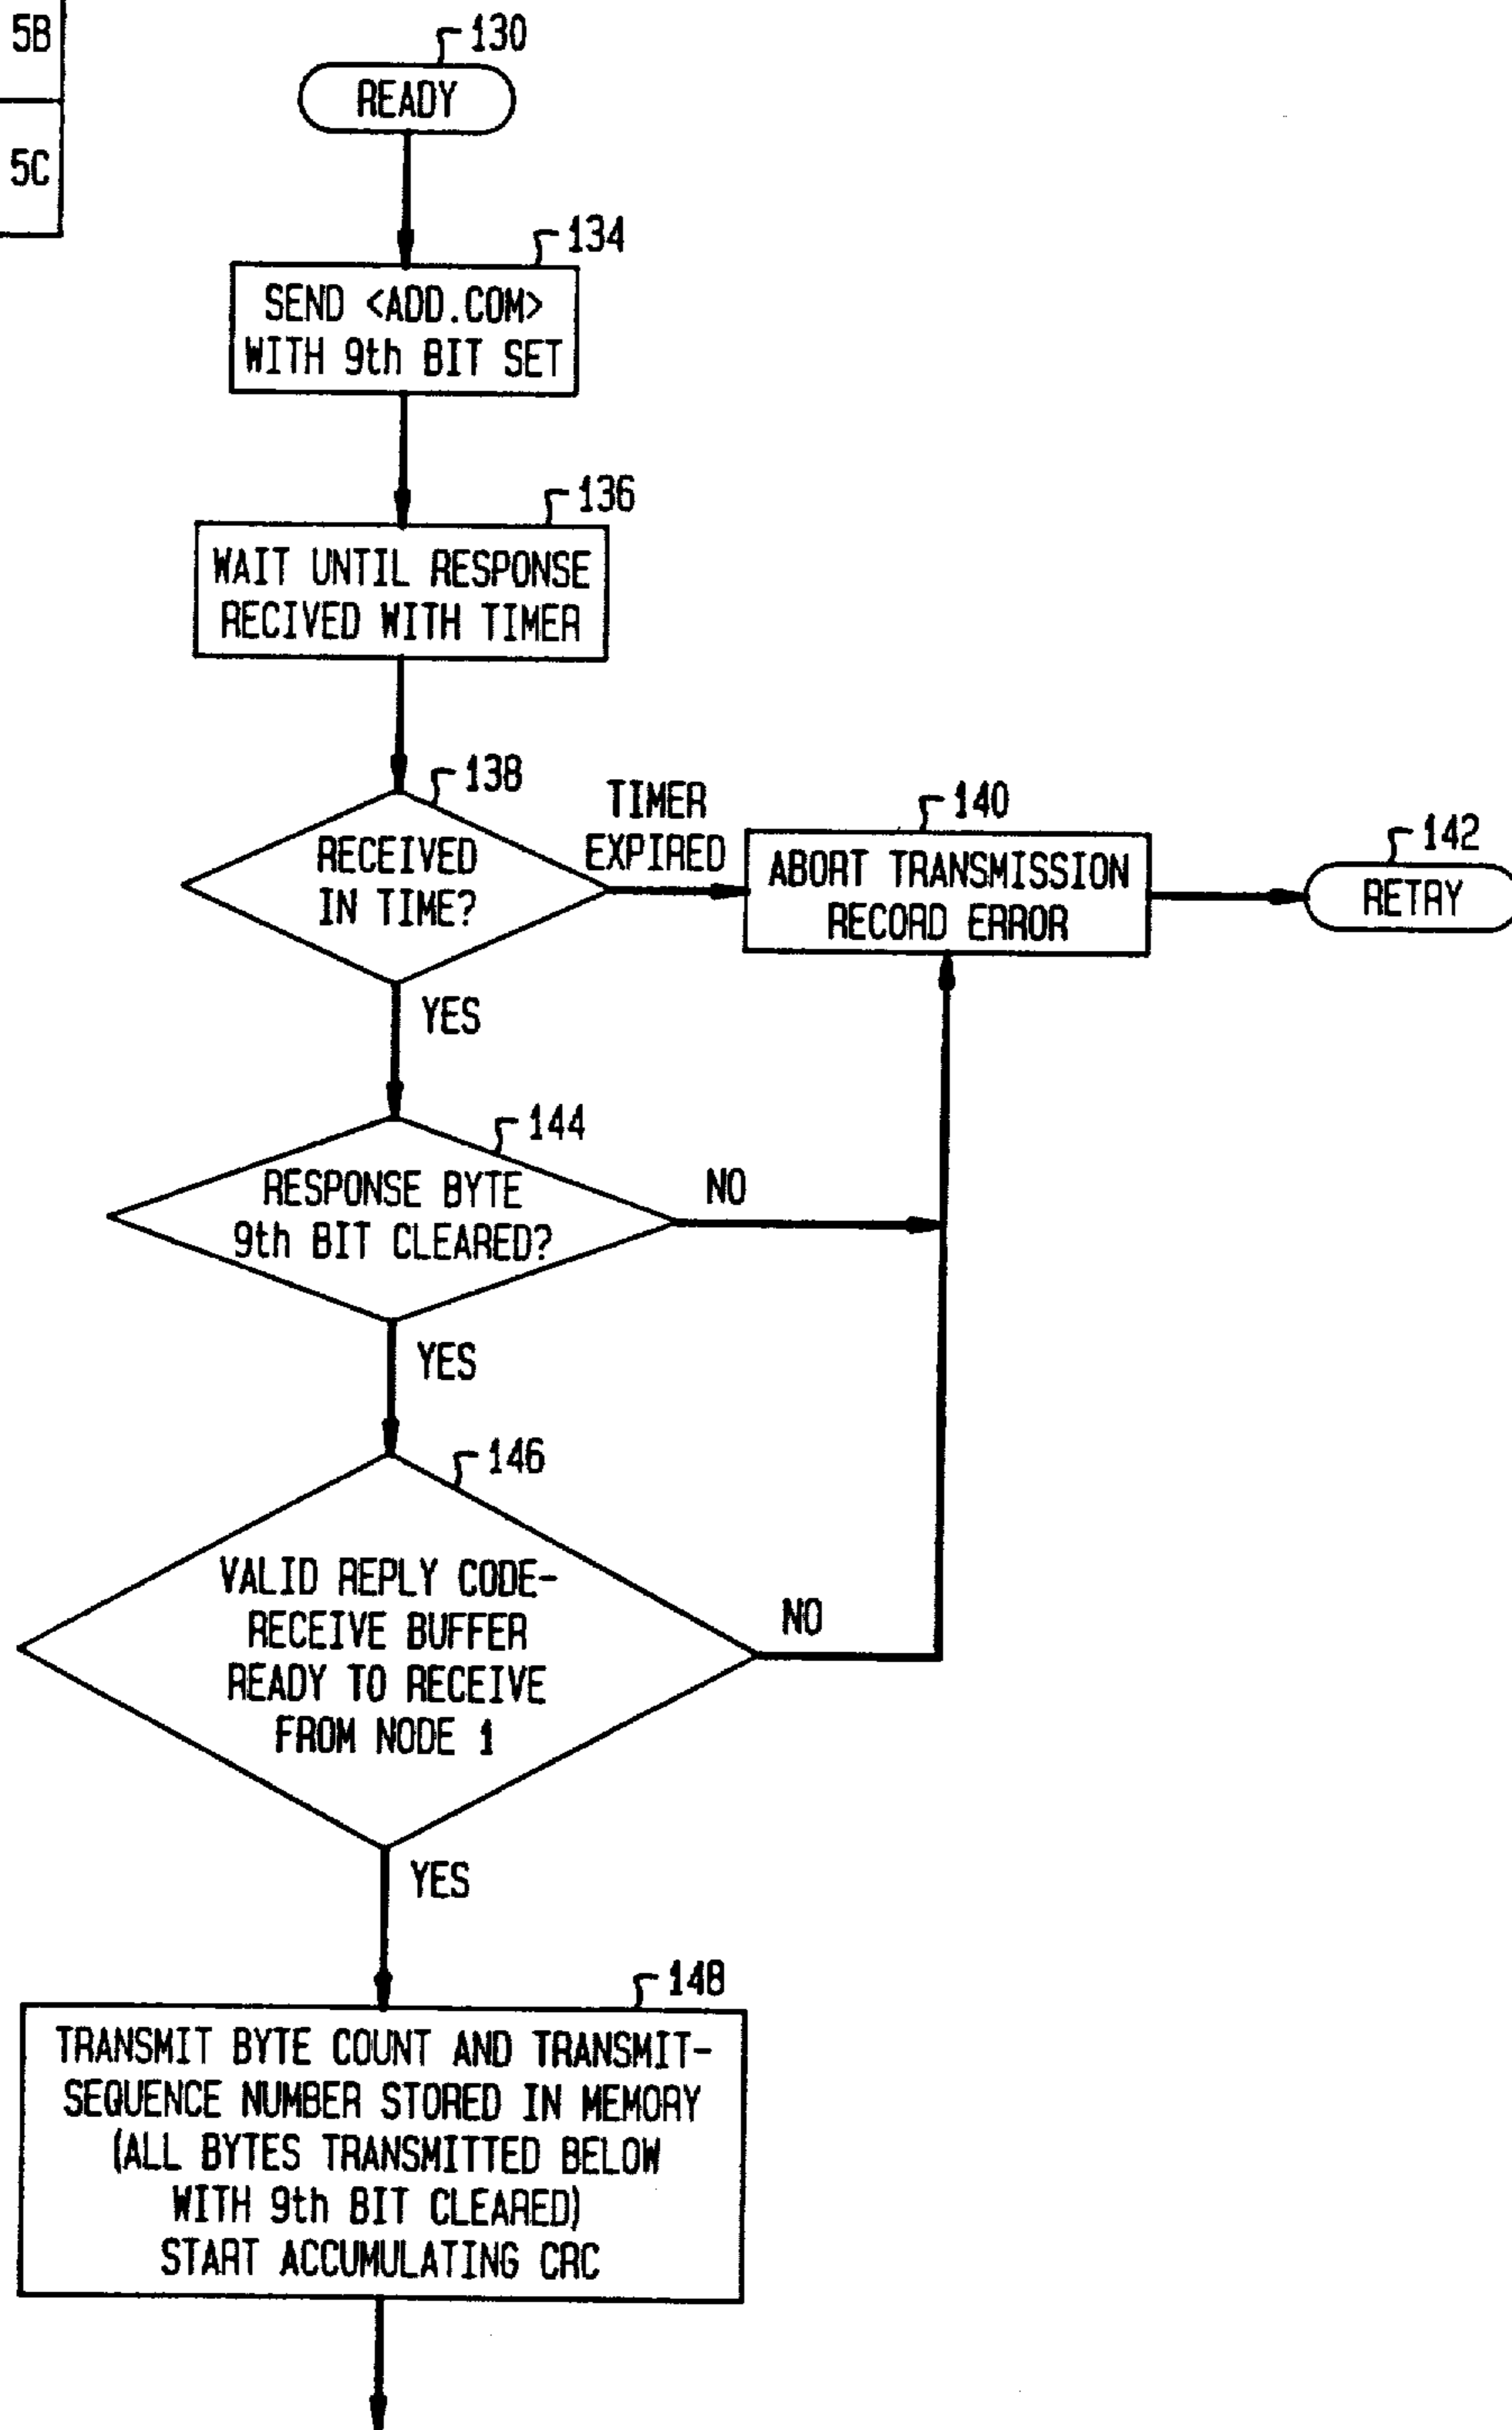 5B
5C
130
READY
134
SEND <ADD.COM>
WITH 9th BIT SET
136
WAIT UNTIL RESPONSE
RECIVED WITH TIMER
138
RECEIVED
IN TIME?
TIMER
EXPIRED
140
ABORT TRANSMISSION
RECORD ERROR
142
RETRY
YES
144
RESPONSE BYTE
9th BIT CLEARED?
NO
YES
146
VALID REPLY CODE-
RECEIVE BUFFER
READY TO RECEIVE
FROM NODE 1
NO
YES
148
TRANSMIT BYTE COUNT AND TRANSMIT-
SEQUENCE NUMBER STORED IN MEMORY
(ALL BYTES TRANSMITTED BELOW
WITH 9th BIT CLEARED)
START ACCUMULATING CRC